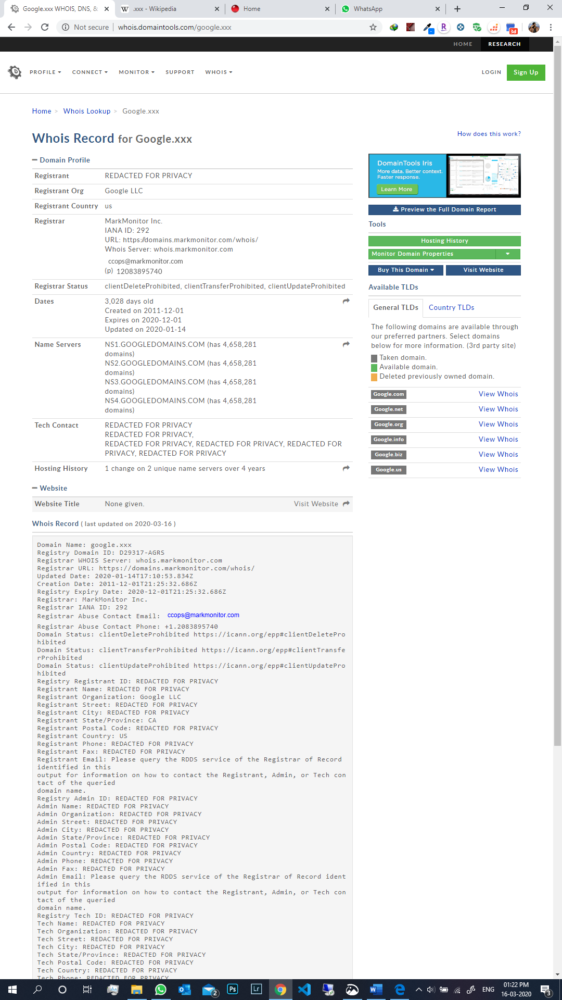 Google.xxx WHOIS, DNS, &
.xxx - Wikipedia
Home
WhatsApp
Not secure
whois.domaintools.com/google.xxx
R
3d
HOME
RESEARCH
PROFILE
CONNECT
MONITOR
SUPPORT
WHOIS
LOGIN
Sign Up
Home > Whois Lookup > Google.xxx
Whois Record for Google.xxx
How does this work?
Domain Profile
Registrant REDACTED FOR PRIVACY
Registrant Org Google LLC
Registrant Country us
Registrar MarkMonitor Inc.
IANA ID: 292
URL: https://domains.markmonitor.com/whois/
Whois Server: whois.markmonitor.com
ccops@markmonitor.com
(p) 12083895740
Registrar Status clientDeleteProhibited, clientTransferProhibited, clientUpdateProhibited
Dates 3,028 days old
Created on 2011-12-01
Expires on 2020-12-01
Updated on 2020-01-14
Name Servers NS1.GOOGLEDOMAINS.COM (has 4,658,281
domains)
NS2.GOOGLEDOMAINS.COM (has 4,658,281
domains)
NS3.GOOGLEDOMAINS.COM (has 4,658,281
domains)
NS4.GOOGLEDOMAINS.COM (has 4,658,281
domains)
Tech Contact REDACTED FOR PRIVACY
REDACTED FOR PRIVACY,
REDACTED FOR PRIVACY, REDACTED FOR PRIVACY, REDACTED FOR
PRIVACY, REDACTED FOR PRIVACY
Hosting History 1 change on 2 unique name servers over 4 years
Website
Website Title None given. Visit Website
DomainTools Iris
More data. Better context.
Faster response.
Learn More
Preview the Full Domain Report
Tools
Hosting History
Monitor Domain Properties
Buy This Domain
Visit Website
Available TLDs
General TLDs
Country TLDs
The following domains are available through
our preferred partners. Select domains
below for more information. (3rd party site)
Taken domain.
Available domain.
Deleted previously owned domain.
Google.com View Whois
Google.net View Whois
Google.org View Whois
Google.info View Whois
Google.biz View Whois
Google.us View Whois
Whois Record ( last updated on 2020-03-16 )
Domain Name: google.xxx
Registry Domain ID: D29317-AGRS
Registrar WHOIS Server: whois.markmonitor.com
Registrar URL: https://domains.markmonitor.com/whois/
Updated Date: 2020-01-14T17:10:53.834Z
Creation Date: 2011-12-01T21:25:32.686Z
Registry Expiry Date: 2020-12-01T21:25:32.686Z
Registrar: MarkMonitor Inc.
Registrar IANA ID: 292
Registrar Abuse Contact Email: ccops@markmonitor.com
Registrar Abuse Contact Phone: +1.2083895740
Domain Status: clientDeleteProhibited https://icann.org/epp#clientDeletePro
hibited
Domain Status: clientTransferProhibited https://icann.org/epp#clientTransfe
rProhibited
Domain Status: clientUpdateProhibited https://icann.org/epp#clientUpdatePro
hibited
Registry Registrant ID: REDACTED FOR PRIVACY
Registrant Name: REDACTED FOR PRIVACY
Registrant Organization: Google LLC
Registrant Street: REDACTED FOR PRIVACY
Registrant City: REDACTED FOR PRIVACY
Registrant State/Province: CA
Registrant Postal Code: REDACTED FOR PRIVACY
Registrant Country: US
Registrant Phone: REDACTED FOR PRIVACY
Registrant Fax: REDACTED FOR PRIVACY
Registrant Email: Please query the RDDS service of the Registrar of Record
identified in this
output for information on how to contact the Registrant, Admin, or Tech con
tact of the queried
domain name.
Registry Admin ID: REDACTED FOR PRIVACY
Admin Name: REDACTED FOR PRIVACY
Admin Organization: REDACTED FOR PRIVACY
Admin Street: REDACTED FOR PRIVACY
Admin City: REDACTED FOR PRIVACY
Admin State/Province: REDACTED FOR PRIVACY
Admin Postal Code: REDACTED FOR PRIVACY
Admin Country: REDACTED FOR PRIVACY
Admin Phone: REDACTED FOR PRIVACY
Admin Fax: REDACTED FOR PRIVACY
Admin Email: Please query the RDDS service of the Registrar of Record ident
ified in this
output for information on how to contact the Registrant, Admin, or Tech con
tact of the queried
domain name.
Registry Tech ID: REDACTED FOR PRIVACY
Tech Name: REDACTED FOR PRIVACY
Tech Organization: REDACTED FOR PRIVACY
Tech Street: REDACTED FOR PRIVACY
Tech City: REDACTED FOR PRIVACY
Tech State/Province: REDACTED FOR PRIVACY
Tech Postal Code: REDACTED FOR PRIVACY
Tech Country: REDACTED FOR PRIVACY
Tech Phone: REDACTED FOR PRIVACY
2
Ps
Lr
ENG
01:22 PM
16-03-2020
3